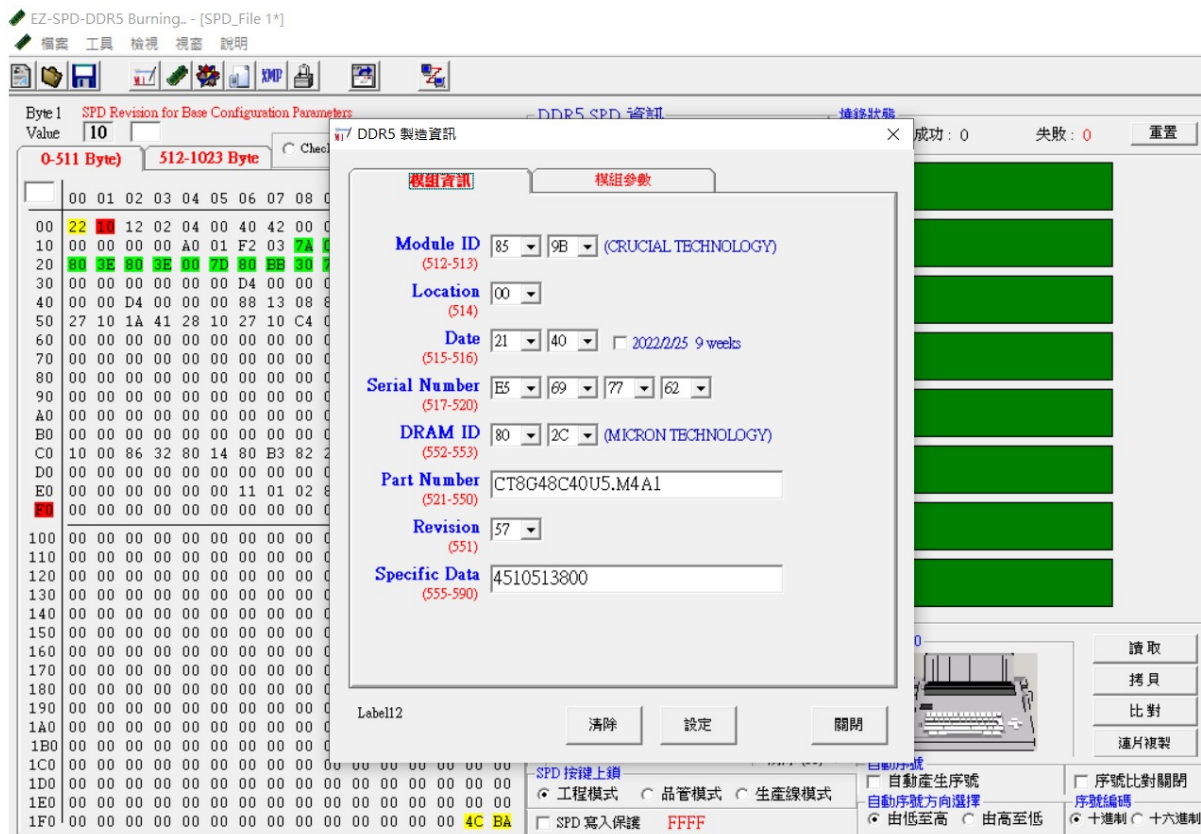 EZ-SPD-DDR5 Burning.. - [SPD_File 1*]
檔案 工具 檢視 視窗 說明
XMP
Byte 1 SPD Revision for Base Configuration Parameters
DDR5 SPD 資訊
燒錄狀態
Value 10
成功 : 0 失敗 : 0 重置
0-511 Byte) 512-1023 Byte
DDR5 製造資訊
模組資訊 模組參數
00 01 02 03 04 05 06 07 08
00 22 10 12 02 04 00 40 42 00
10 00 00 00 00 A0 01 F2 03 7A
20 80 3E 80 3E 00 7D 80 BB 30
30 00 00 00 00 00 00 D4 00 00
40 00 00 D4 00 00 00 88 13 08
50 27 10 1A 41 28 10 27 10 C4
60 00 00 00 00 00 00 00 00 00
70 00 00 00 00 00 00 00 00 00
80 00 00 00 00 00 00 00 00 00
90 00 00 00 00 00 00 00 00 00
A0 00 00 00 00 00 00 00 00 00
B0 00 00 00 00 00 00 00 00 00
C0 10 00 86 32 80 14 80 B3 82
D0 00 00 00 00 00 00 00 00 00
E0 00 00 00 00 00 00 11 01 02
F0 00 00 00 00 00 00 00 00 00
100 00 00 00 00 00 00 00 00 00
110 00 00 00 00 00 00 00 00 00
120 00 00 00 00 00 00 00 00 00
130 00 00 00 00 00 00 00 00 00
140 00 00 00 00 00 00 00 00 00
150 00 00 00 00 00 00 00 00 00
160 00 00 00 00 00 00 00 00 00
170 00 00 00 00 00 00 00 00 00
180 00 00 00 00 00 00 00 00 00
190 00 00 00 00 00 00 00 00 00
1A0 00 00 00 00 00 00 00 00 00
1B0 00 00 00 00 00 00 00 00 00
1C0 00 00 00 00 00 00 00 00 00 00 00 00 00 00 00 00
1D0 00 00 00 00 00 00 00 00 00 00 00 00 00 00 00 00
1E0 00 00 00 00 00 00 00 00 00 00 00 00 00 00 00 00
1F0 00 00 00 00 00 00 00 00 00 00 00 00 00 00 4C BA
Module ID 85 9B (CRUCIAL TECHNOLOGY)
(512-513)
Location 00
(514)
Date 21 40 2022/2/25 9 weeks
(515-516)
Serial Number E5 69 77 62
(517-520)
DRAM ID 80 2C (MICRON TECHNOLOGY)
(552-553)
Part Number CT8G48C40U5.M4A1
(521-550)
Revision 57
(551)
Specific Data 4510513800
(555-590)
Label12 清除 設定 關閉
讀取
拷貝
比對
連片複製
SPD 按鍵上鎖
工程模式 品管模式 生產線模式
SPD 寫入保護 FFFF
自動序號
自動產生序號 序號比對關閉
自動序號方向選擇 序號編碼
由低至高 由高至低 十進制 十六進制